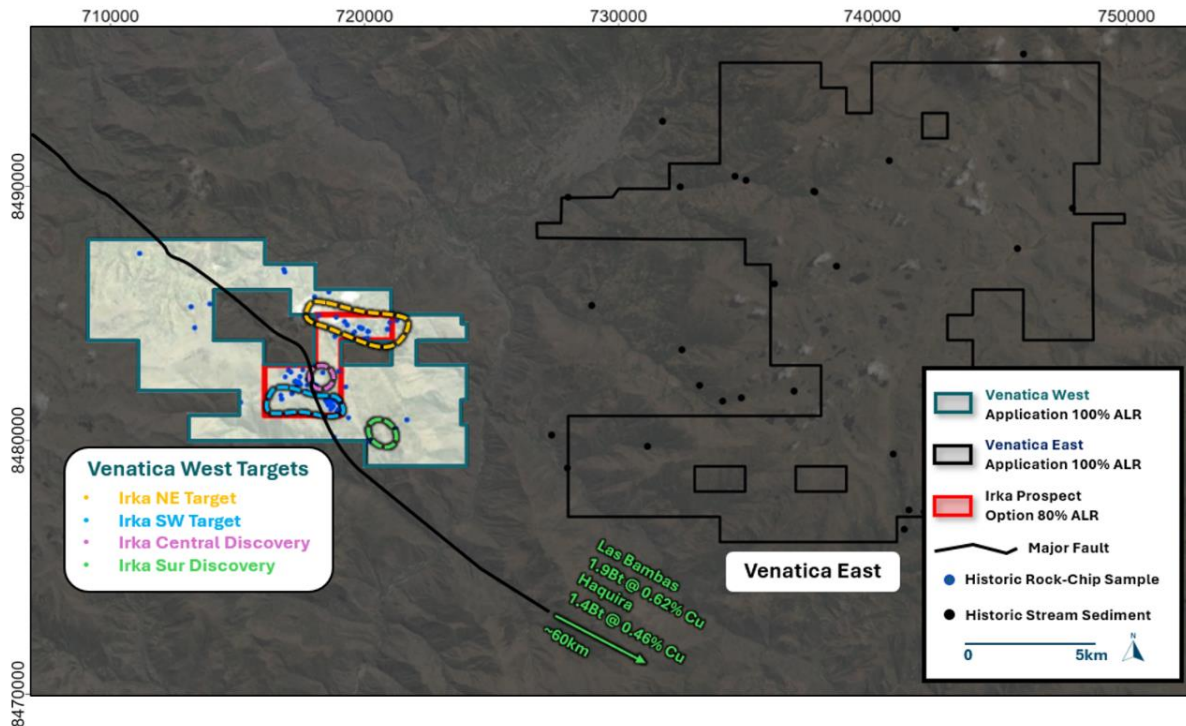 710000
720000
730000
740000
750000
8490000
8480000
8470000
Venatica West Targets
Irka NE Target
Irka SW Target
Irka Central Discovery
Irka Sur Discovery
Las Bambas
1.9Bt @ 0.62% Cu
Haquira
1.4Bt @ 0.46% Cu
~60km
Venatica East
Venatica West
Application 100% ALR
Venatica East
Application 100% ALR
Irka Prospect
Option 80% ALR
Major Fault
Historic Rock-Chip Sample
Historic Stream Sediment
0 5km
N